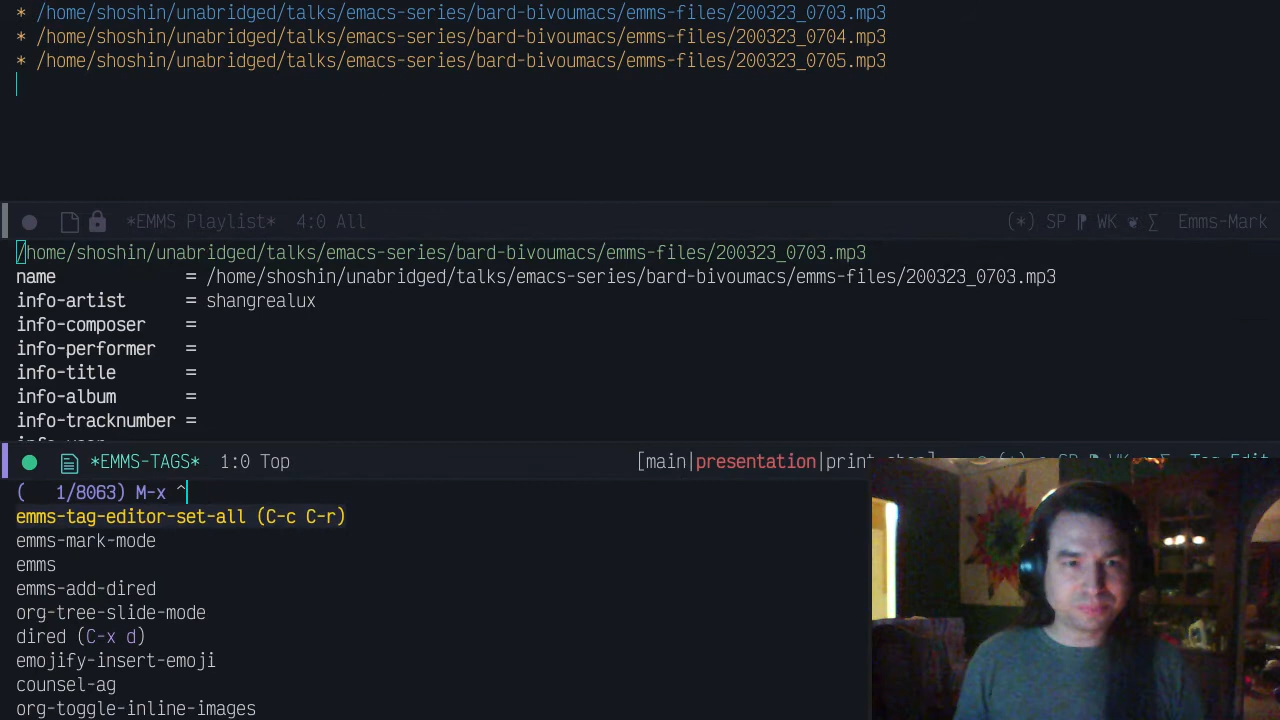 * /home/shoshin/unabridged/talks/emacs-series/bard-bivoumacs/emms-files/200323_0703.mp3
* /home/shoshin/unabridged/talks/emacs-series/bard-bivoumacs/emms-files/200323_0704.mp3
* /home/shoshin/unabridged/talks/emacs-series/bard-bivoumacs/emms-files/200323_0705.mp3
*EMMS Playlist* 4:0 All (*) SP ⁋ WK ❦ ∑ Emms-Mark
/home/shoshin/unabridged/talks/emacs-series/bard-bivoumacs/emms-files/200323_0703.mp3
name = /home/shoshin/unabridged/talks/emacs-series/bard-bivoumacs/emms-files/200323_0703.mp3
info-artist = shangrealux
info-composer =
info-performer =
info-title =
info-album =
info-tracknumber =
*EMMS-TAGS* 1:0 Top [main|presentation|print
( 1/8063) M-x ^
emms-tag-editor-set-all (C-c C-r)
emms-mark-mode
emms
emms-add-dired
org-tree-slide-mode
dired (C-x d)
emojify-insert-emoji
counsel-ag
org-toggle-inline-images